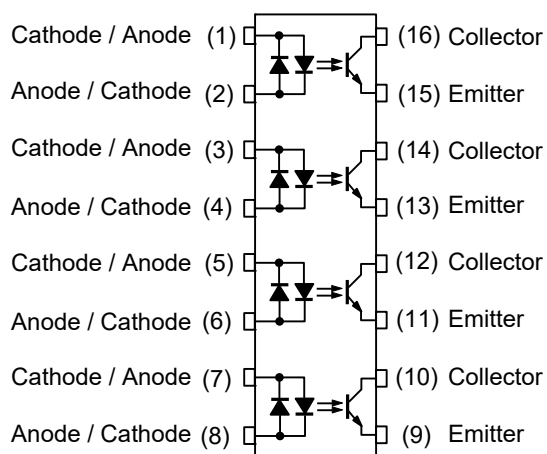 Cathode / Anode (1) (16) Collector
Anode / Cathode (2) (15) Emitter
Cathode / Anode (3) (14) Collector
Anode / Cathode (4) (13) Emitter
Cathode / Anode (5) (12) Collector
Anode / Cathode (6) (11) Emitter
Cathode / Anode (7) (10) Collector
Anode / Cathode (8) (9) Emitter